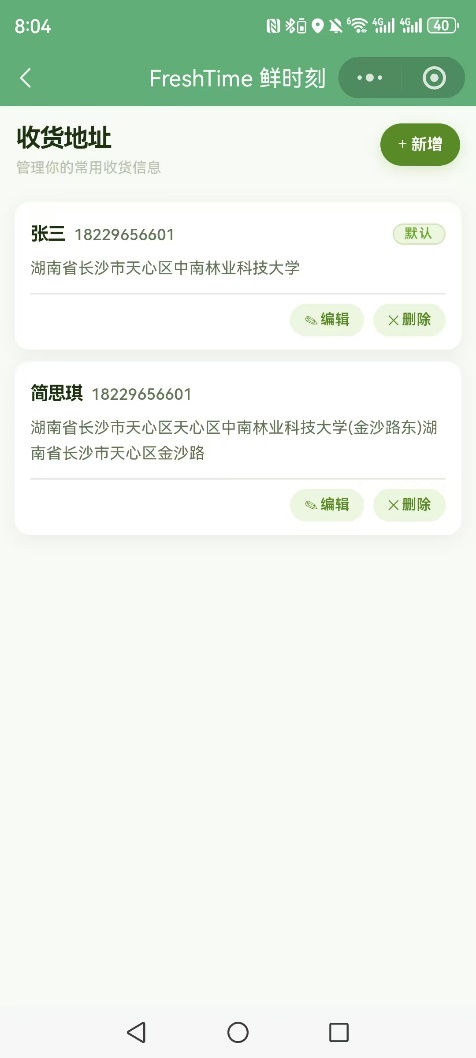 8:04
6 4G 4G 40
FreshTime 鲜时刻
收货地址
+ 新增
管理你的常用收货信息
张三 18229656601 默认
湖南省长沙市天心区中南林业科技大学
✎ 编辑 × 删除
简思琪 18229656601
湖南省长沙市天心区天心区中南林业科技大学(金沙路东)湖
南省长沙市天心区金沙路
✎ 编辑 × 删除